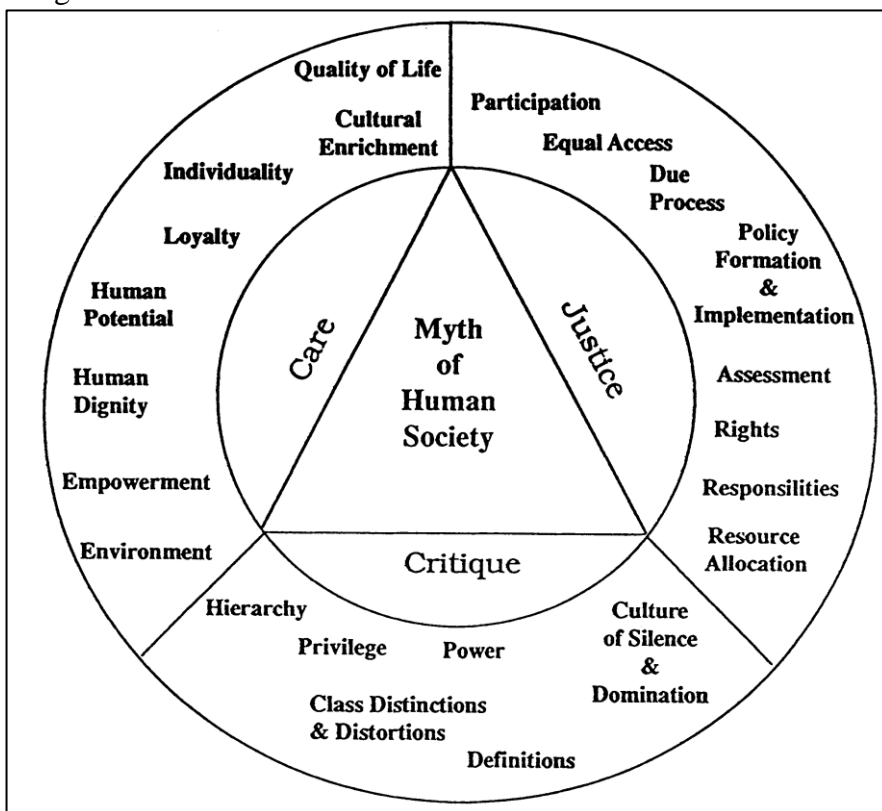 Quality of Life
Cultural
Enrichment
Individuality
Loyalty
Human
Potential
Human
Dignity
Empowerment
Environment
Participation
Equal Access
Due
Process
Policy
Formation
&
Implementation
Assessment
Rights
Responsilities
Resource
Allocation
Care
Justice
Myth
of
Human
Society
Critique
Hierarchy
Privilege
Power
Class Distinctions
& Distortions
Definitions
Culture
of Silence
&
Domination